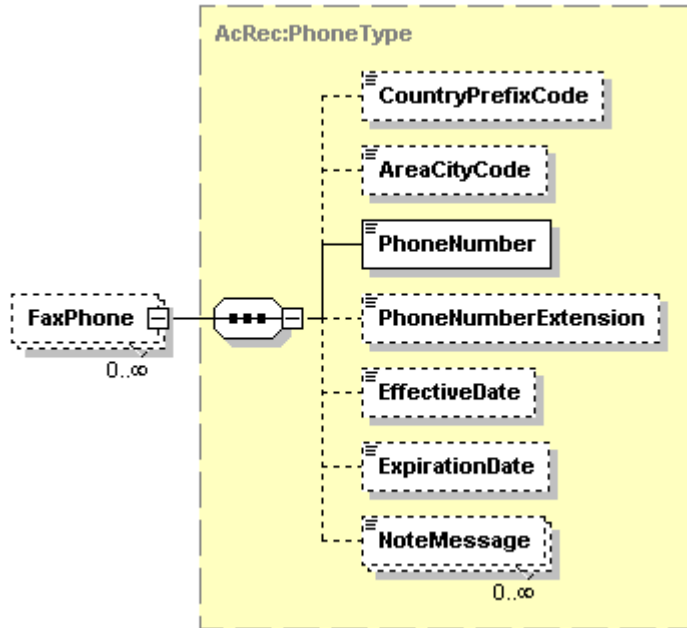 AcRec:PhoneType
CountryPrefixCode
AreaCityCode
PhoneNumber
FaxPhone
0..∞
PhoneNumberExtension
EffectiveDate
ExpirationDate
NoteMessage
0..∞